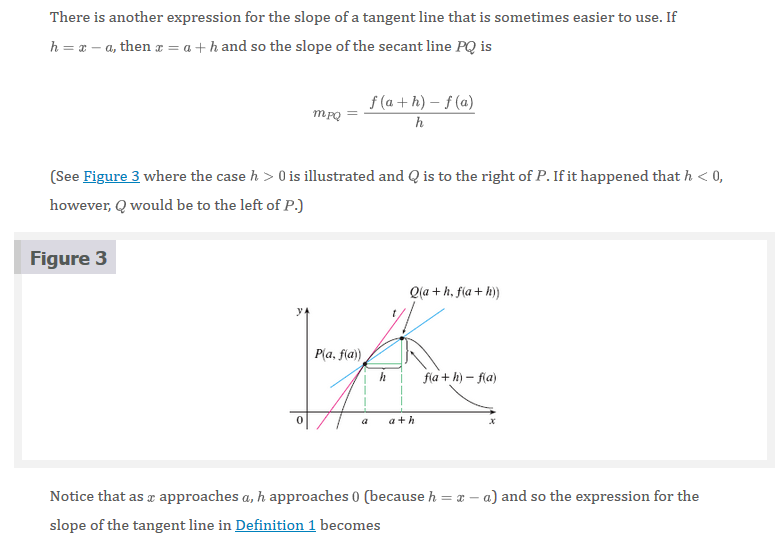 There is another expression for the slope of a tangent line that is sometimes easier to use. If
h = x − a, then x = a + h and so the slope of the secant line PQ is
m_PQ = (f (a + h) − f (a)) / h
(See Figure 3 where the case h > 0 is illustrated and Q is to the right of P. If it happened that h < 0,
however, Q would be to the left of P.)
Figure 3
Q(a + h, f(a + h))
y
t
P(a, f(a))
h
f(a + h) − f(a)
0
a
a + h
x
Notice that as x approaches a, h approaches 0 (because h = x − a) and so the expression for the
slope of the tangent line in Definition 1 becomes